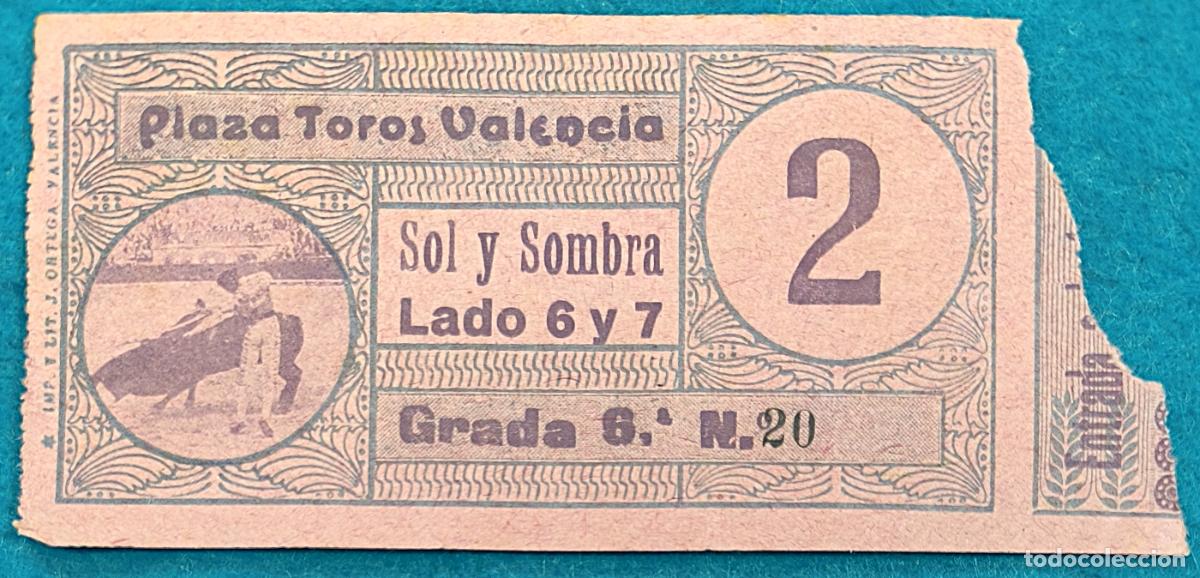 Plaza Toros Valencia
2
Sol y Sombra
Lado 6 y 7
Grada 6.ª N. 20
Entrada
* IMP. Y LIT. J. ORTEGA. VALENCIA
todocoleccion